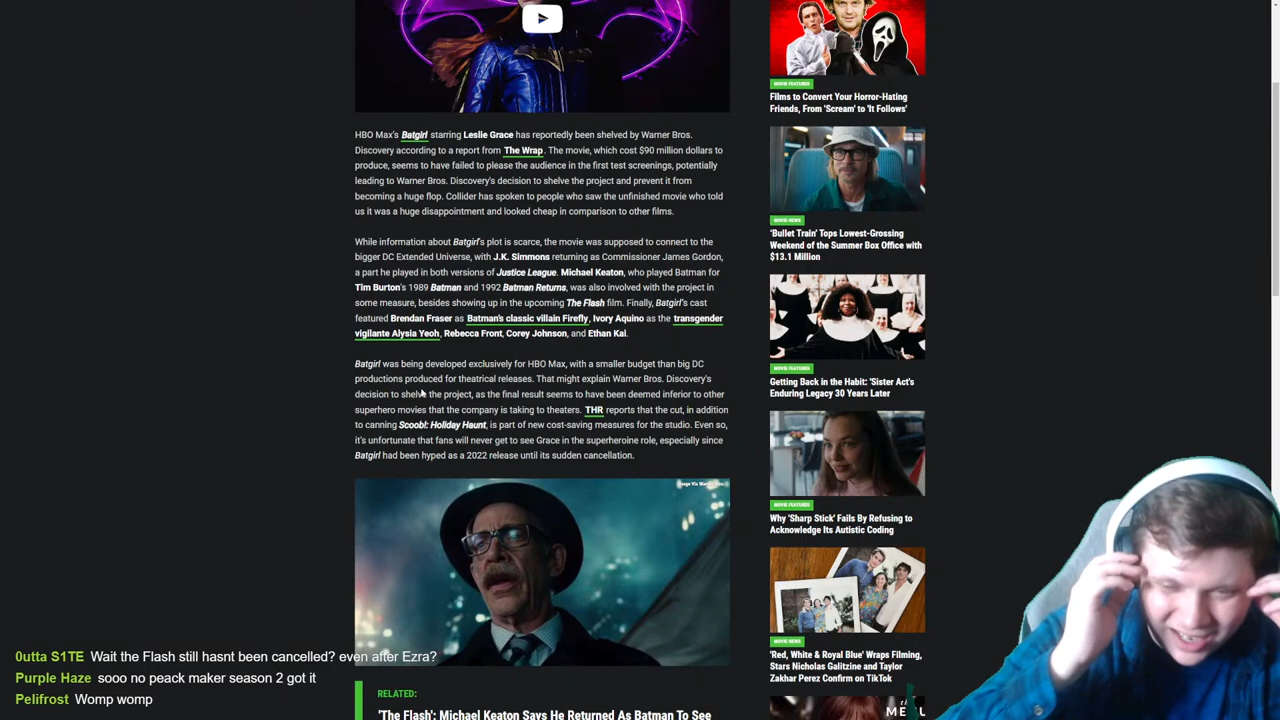 HBO Max's Batgirl starring Leslie Grace has reportedly been shelved by Warner Bros.
Discovery according to a report from The Wrap. The movie, which cost $90 million dollars to
produce, seems to have failed to please the audience in the first test screenings, potentially
leading to Warner Bros. Discovery's decision to shelve the project and prevent it from
becoming a huge flop. Collider has spoken to people who saw the unfinished movie who told
us it was a huge disappointment and looked cheap in comparison to other films.
While information about Batgirl's plot is scarce, the movie was supposed to connect to the
bigger DC Extended Universe, with J.K. Simmons returning as Commissioner James Gordon,
a part he played in both versions of Justice League. Michael Keaton, who played Batman for
Tim Burton's 1989 Batman and 1992 Batman Returns, was also involved with the project in
some measure, besides showing up in the upcoming The Flash film. Finally, Batgirl's cast
featured Brendan Fraser as Batman's classic villain Firefly, Ivory Aquino as the transgender
vigilante Alysia Yeoh, Rebecca Front, Corey Johnson, and Ethan Kai.
Batgirl was being developed exclusively for HBO Max, with a smaller budget than big DC
productions produced for theatrical releases. That might explain Warner Bros. Discovery's
decision to shelve the project, as the final result seems to have been deemed inferior to other
superhero movies that the company is taking to theaters. THR reports that the cut, in addition
to canning Scoob!: Holiday Haunt, is part of new cost-saving measures for the studio. Even so,
it's unfortunate that fans will never get to see Grace in the superheroine role, especially since
Batgirl had been hyped as a 2022 release until its sudden cancellation.
Image Via Warner Bros.
RELATED:
'The Flash': Michael Keaton Says He Returned As Batman To See
MOVIE FEATURES
Films to Convert Your Horror-Hating
Friends, From 'Scream' to 'It Follows'
MOVIE NEWS
'Bullet Train' Tops Lowest-Grossing
Weekend of the Summer Box Office with
$13.1 Million
MOVIE FEATURES
Getting Back in the Habit: 'Sister Act's
Enduring Legacy 30 Years Later
MOVIE FEATURES
Why 'Sharp Stick' Fails By Refusing to
Acknowledge Its Autistic Coding
MOVIE NEWS
'Red, White & Royal Blue' Wraps Filming,
Stars Nicholas Galitzine and Taylor
Zakhar Perez Confirm on TikTok
0utta S1TE Wait the Flash still hasnt been cancelled? even after Ezra?
Purple Haze sooo no peack maker season 2 got it
Pelifrost Womp womp